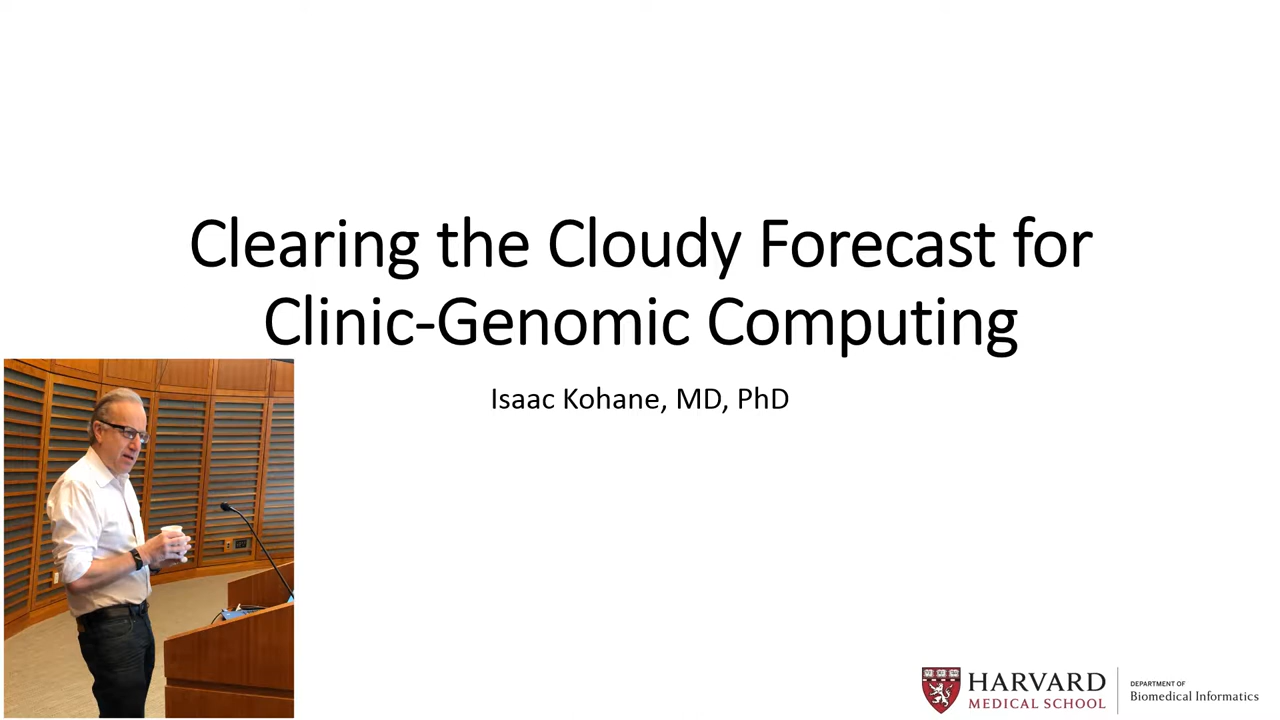 Clearing the Cloudy Forecast for
Clinic-Genomic Computing
Isaac Kohane, MD, PhD
HARVARD
MEDICAL SCHOOL
DEPARTMENT OF
Biomedical Informatics